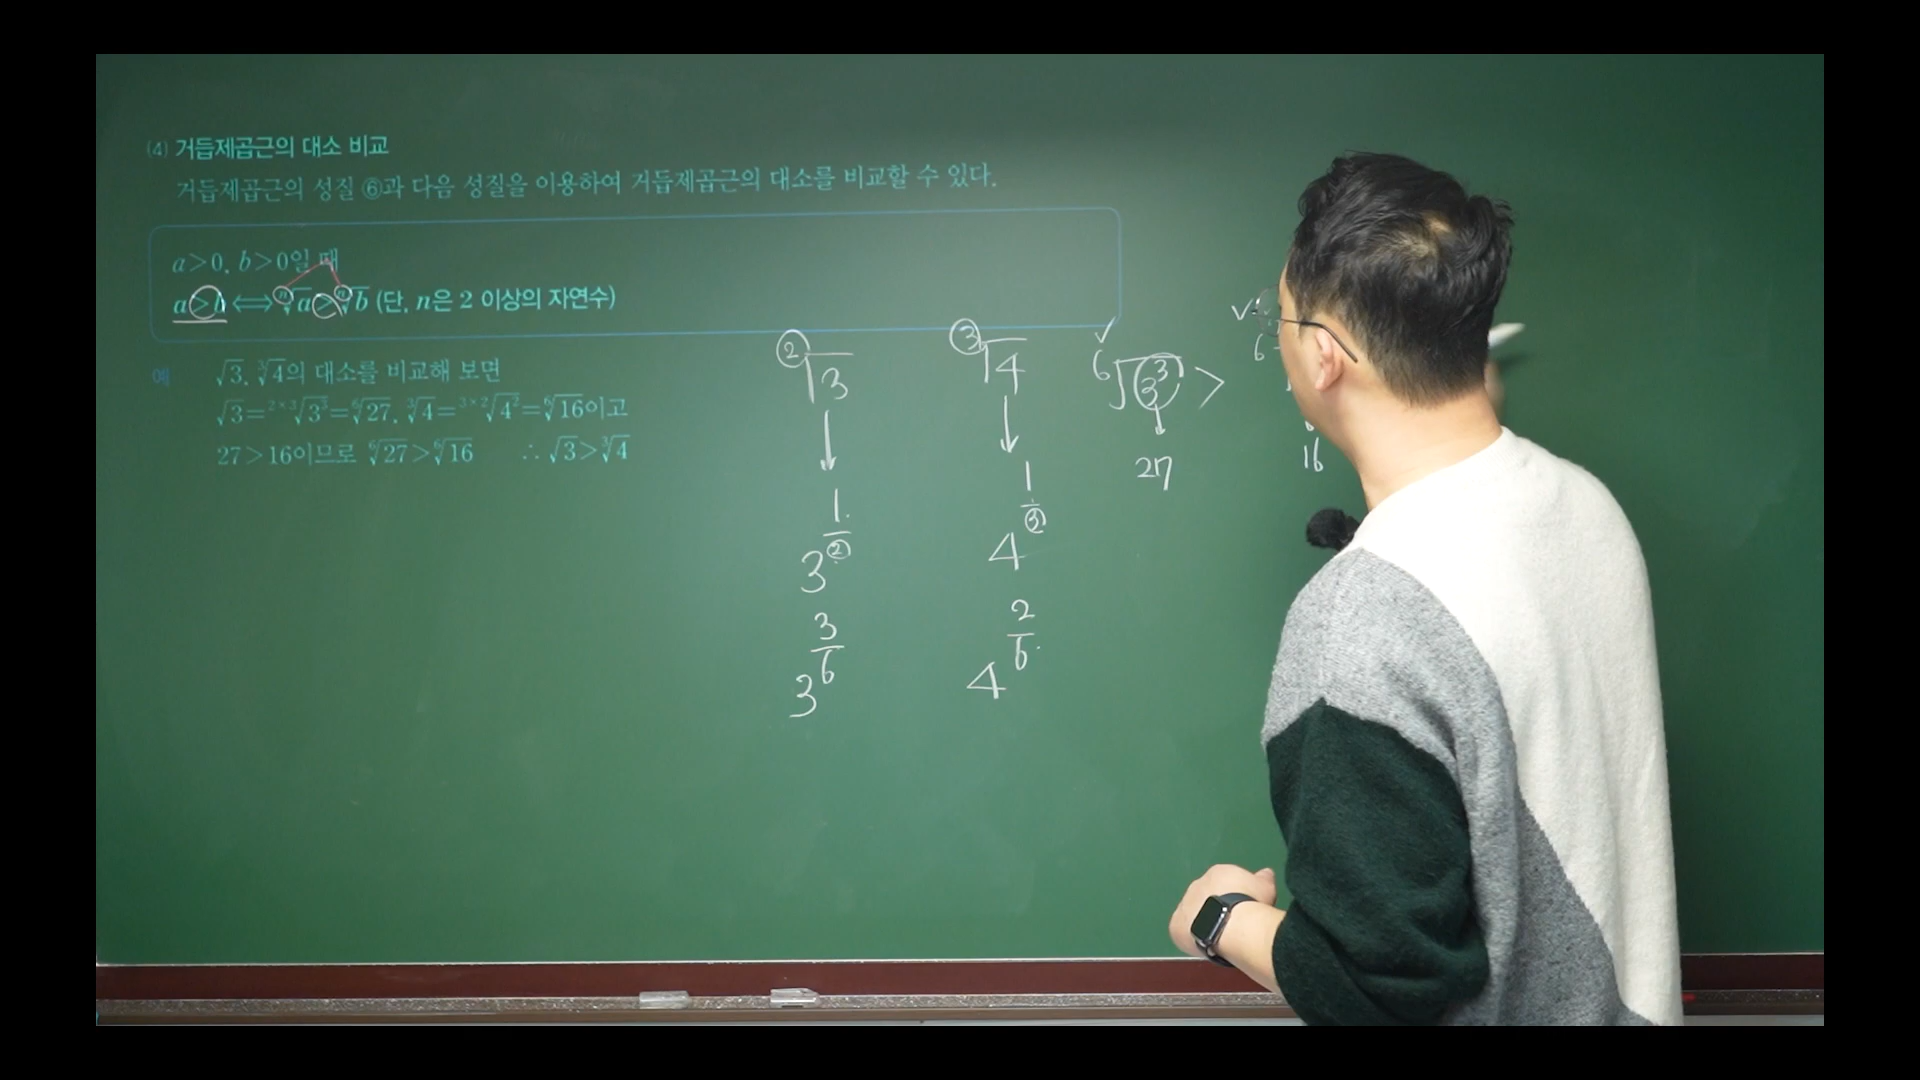 (4) 거듭제곱근의 대소 비교
거듭제곱근의 성질 ⑥과 다음 성질을 이용하여 거듭제곱근의 대소를 비교할 수 있다.
a>0, b>0일 때
a>b ⟺ ⁿ√a>ⁿ√b (단, n은 2 이상의 자연수)
예 √3, ³√4의 대소를 비교해 보면
√3=²ˣ³√3³=⁶√27, ³√4=³ˣ²√4²=⁶√16이고
27>16이므로 ⁶√27>⁶√16 ∴ √3>³√4
②√3 ③√4 ⁶√3³ >
27 16
3^(1/②) 4^(1/③)
3^(3/6) 4^(2/6)